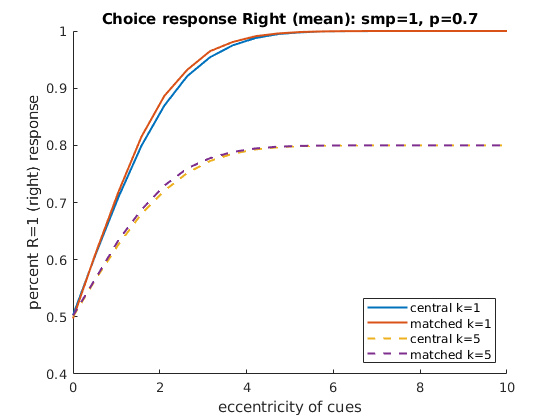 Choice response Right (mean): smp=1, p=0.7
percent R=1 (right) response
1
0.9
0.8
0.7
0.6
0.5
0.4
0
2
4
6
8
10
eccentricity of cues
central k=1
matched k=1
central k=5
matched k=5